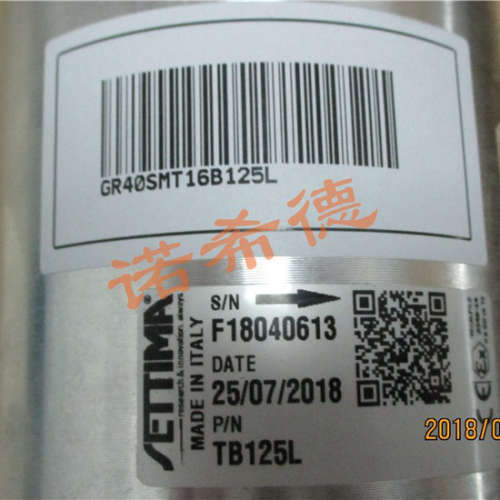 GR40SMT16B125L
诺希德
SETTIMA
research & innovation, always
MADE IN ITALY
S/N
F18040613
DATE
25/07/2018
P/N
TB125L
2018/0